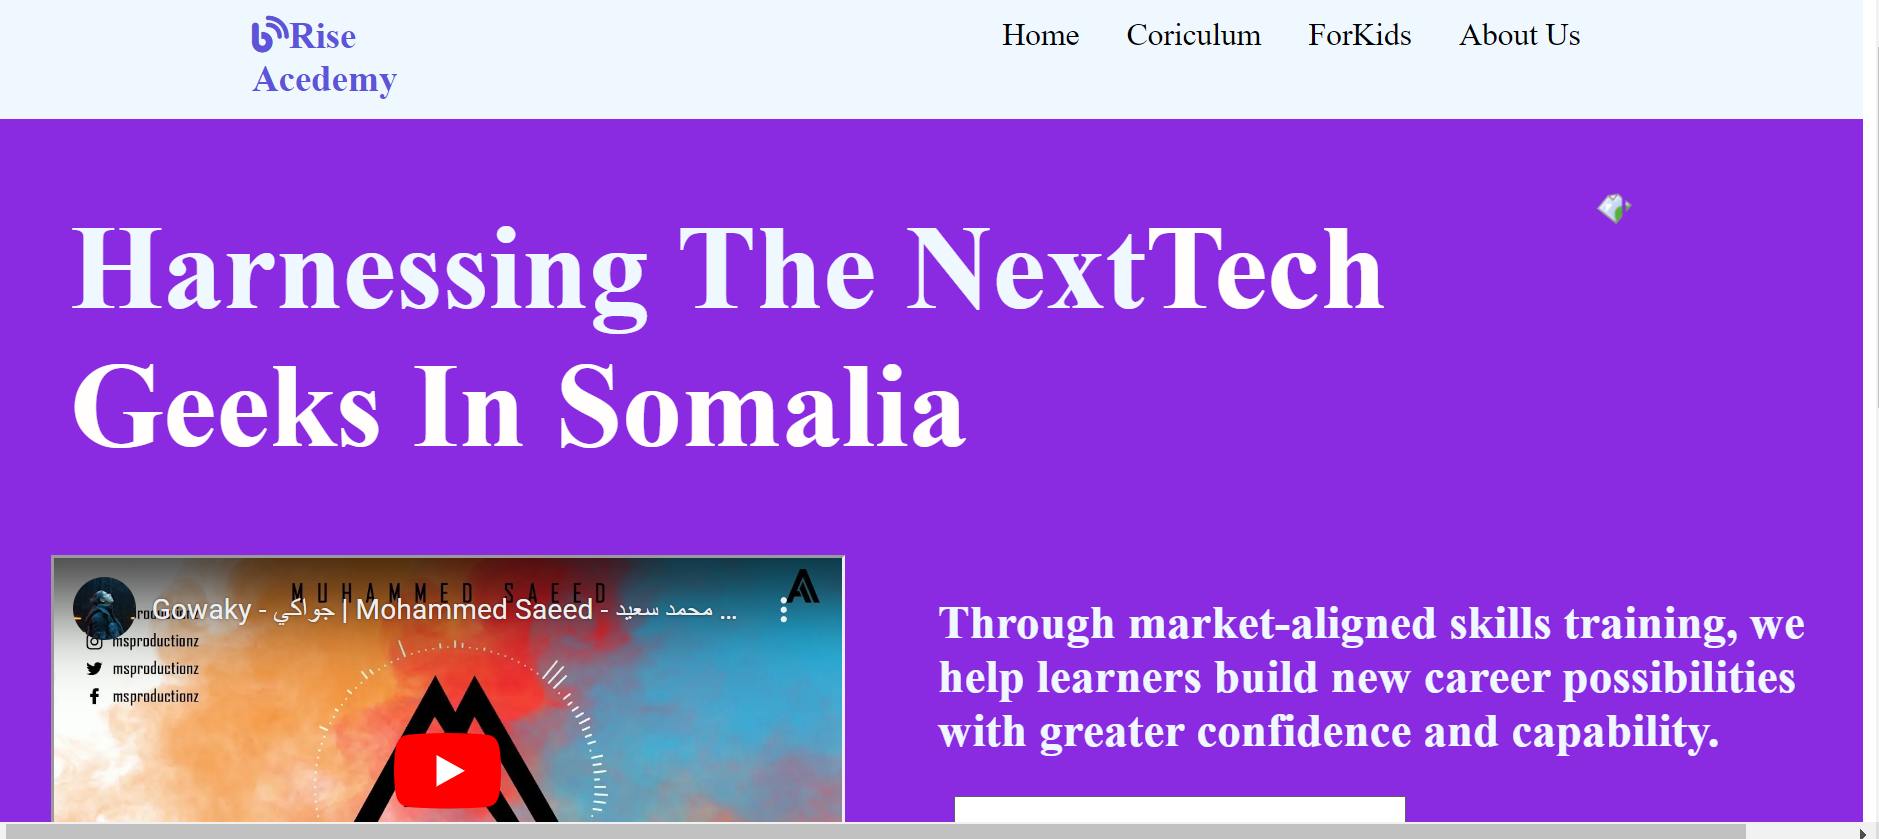 Rise
Acedemy
Home Coriculum ForKids About Us
Harnessing The NextTech
Geeks In Somalia
MUHAMMED SAEED
Gowaky - جواكي | Mohammed Saeed - محمد سعيد ...
msproductionz
msproductionz
msproductionz
Through market-aligned skills training, we
help learners build new career possibilities
with greater confidence and capability.